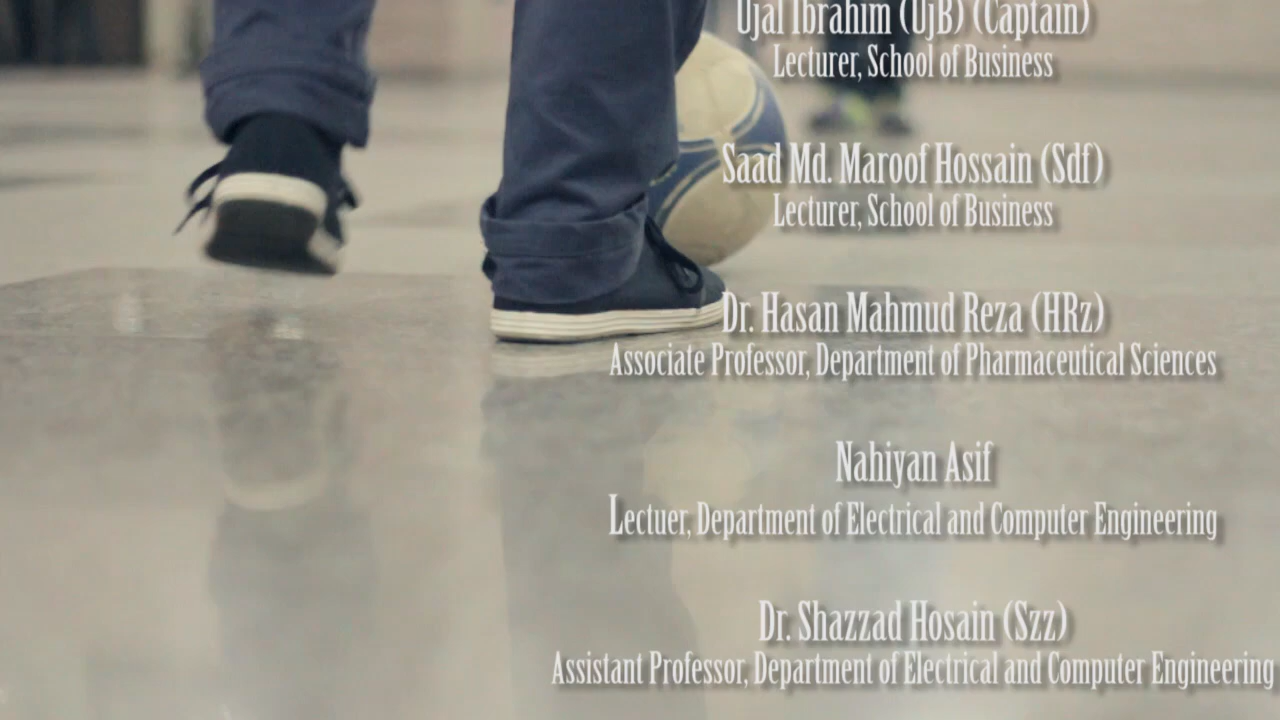 Ujal Ibrahim (UjB) (Captain)
Lecturer, School of Business
Saad Md. Maroof Hossain (Sdf)
Lecturer, School of Business
Dr. Hasan Mahmud Reza (HRz)
Associate Professor, Department of Pharmaceutical Sciences
Nahiyan Asif
Lectuer, Department of Electrical and Computer Engineering
Dr. Shazzad Hosain (Szz)
Assistant Professor, Department of Electrical and Computer Engineering